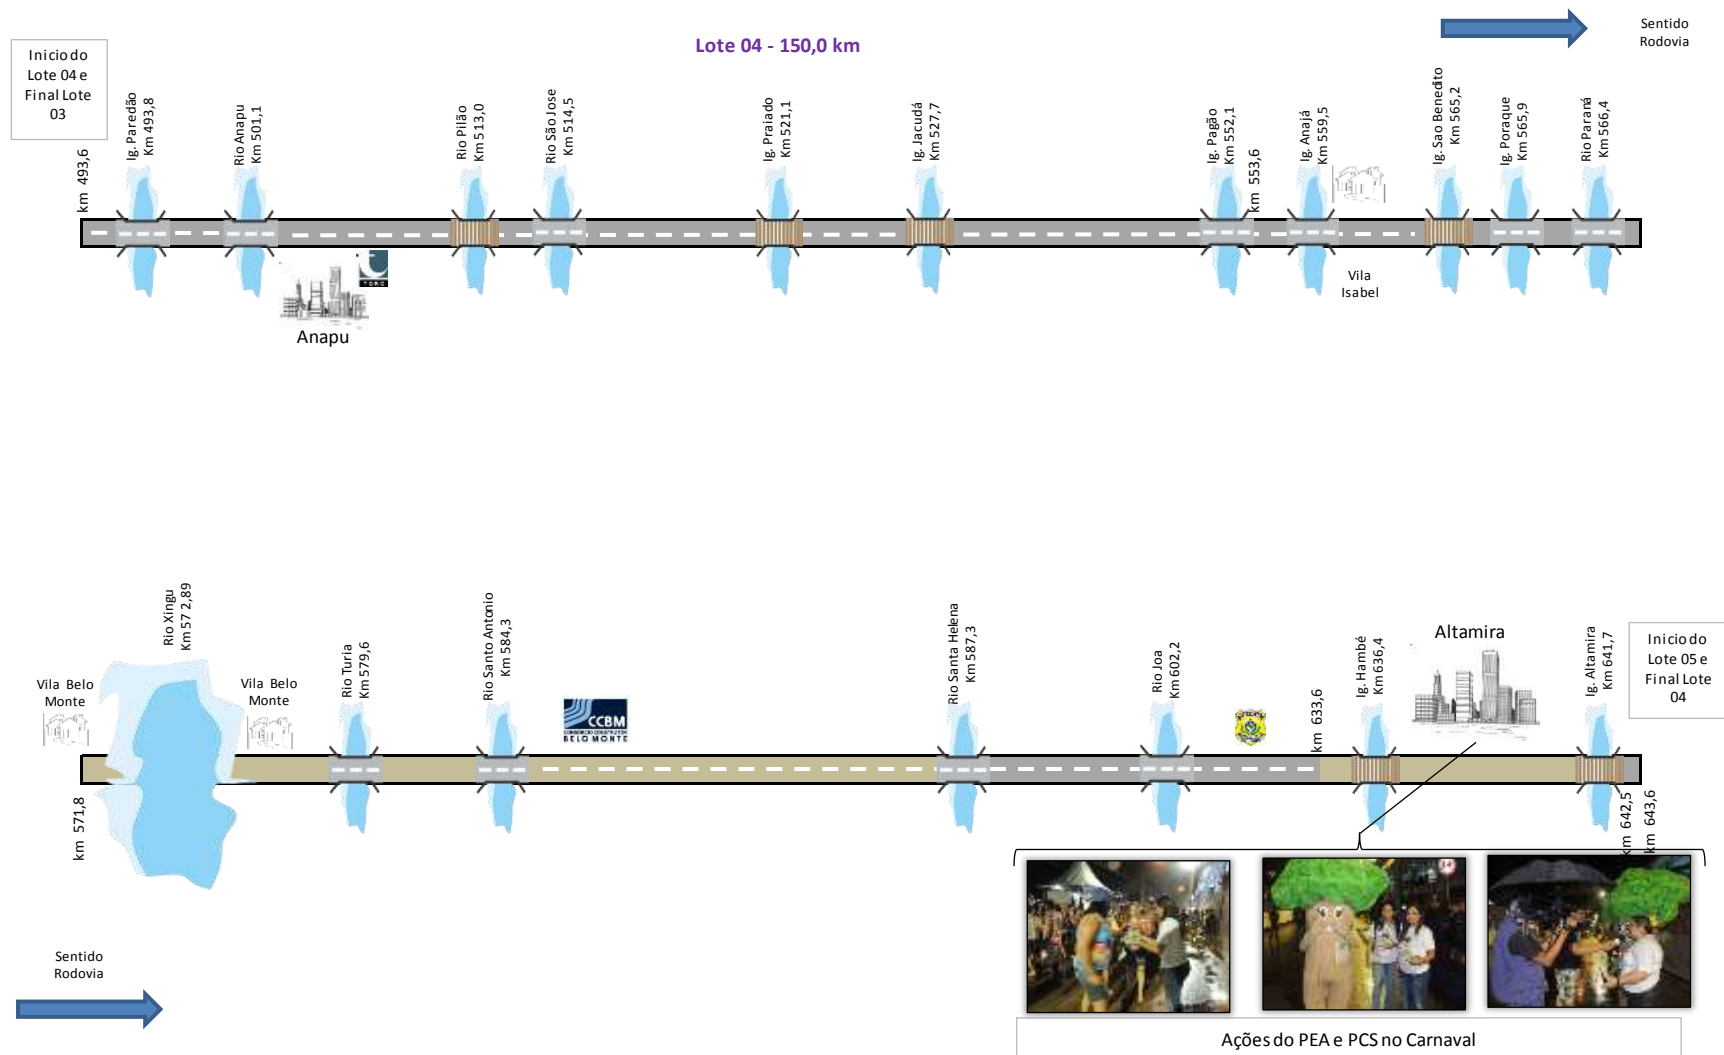 Lote 04 - 150,0 km
Sentido
Rodovia
Inicio do
Lote 04 e
Final Lote
03
km 493,6
Ig. Paredão
Km 493,8
Rio Anapu
Km 501,1
Rio Pilão
Km 513,0
Rio São Jose
Km 514,5
Ig. Praiado
Km 521,1
Ig. Jacudá
Km 527,7
Ig. Pagão
Km 552,1
km 553,6
Ig. Anajá
Km 559,5
Ig. Sao Benedito
Km 565,2
Ig. Poraque
Km 565,9
Rio Paraná
Km 566,4
Anapu
Vila
Isabel
km 571,8
Vila Belo
Monte
Rio Xingu
Km 57 2,89
Vila Belo
Monte
Rio Turia
Km 579,6
Rio Santo Antonio
Km 584,3
CCBM
CONSÓRCIO CONSTRUTOR
BELO MONTE
Rio Santa Helena
Km 587,3
Rio Joa
Km 602,2
km 633,6
Ig. Hambé
Km 636,4
Altamira
Ig. Altamira
Km 641,7
Inicio do
Lote 05 e
Final Lote
04
km 642,5
km 643,6
Sentido
Rodovia
Ações do PEA e PCS no Carnaval